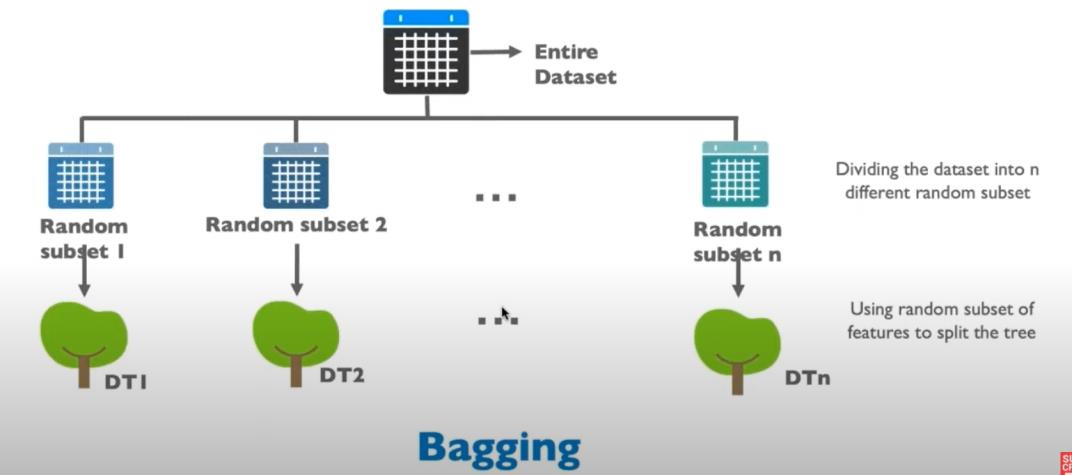 Entire
Dataset
Random
subset 1
Random subset 2
...
Random
subset n
Dividing the dataset into n
different random subset
...
Using random subset of
features to split the tree
DT1
DT2
DTn
Bagging